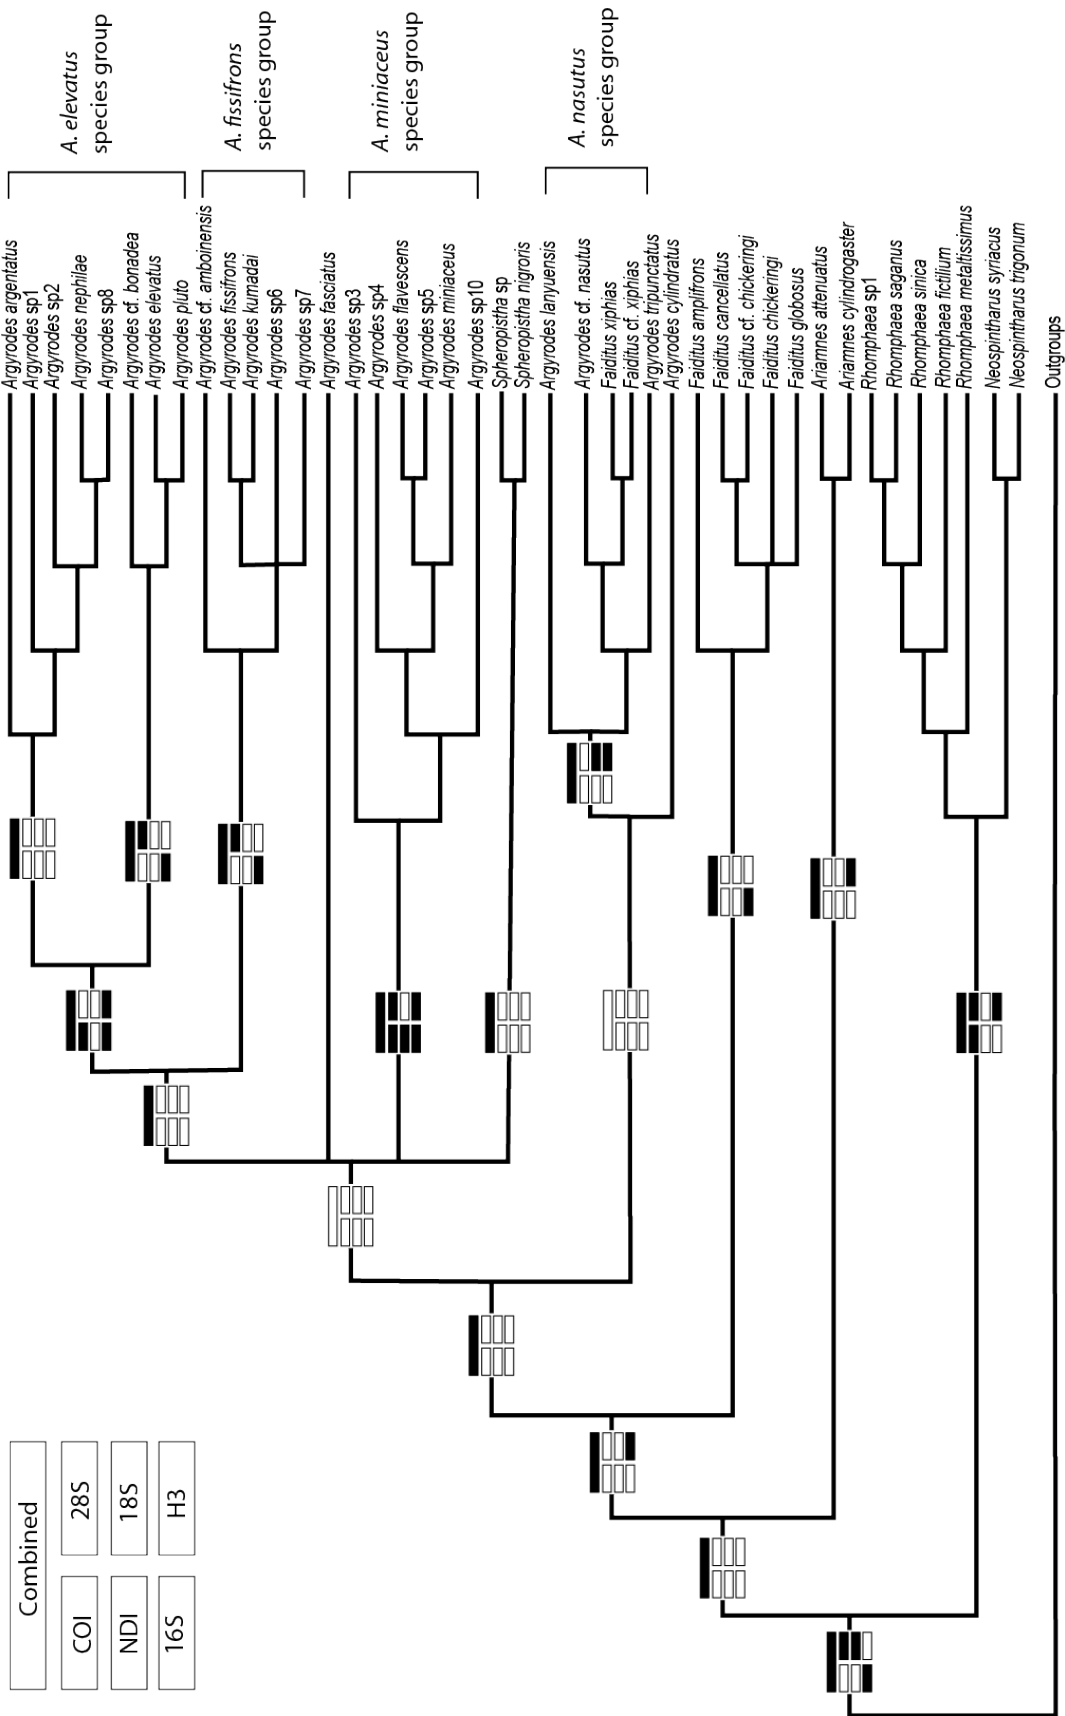 A. elevatus
species group
A. fissifrons
species group
A. miniaceus
species group
A. nasutus
species group
Argyrodes argentatus
Argyrodes sp1
Argyrodes sp2
Argyrodes nephilae
Argyrodes sp8
Argyrodes cf. bonadea
Argyrodes elevatus
Argyrodes pluto
Argyrodes cf. amboinensis
Argyrodes fissifrons
Argyrodes kumadai
Argyrodes sp6
Argyrodes sp7
Argyrodes fasciatus
Argyrodes sp3
Argyrodes sp4
Argyrodes flavescens
Argyrodes sp5
Argyrodes miniaceus
Argyrodes sp10
Spheropistha sp
Spheropistha nigroris
Argyrodes lanyuensis
Argyrodes cf. nasutus
Faiditus xiphias
Faiditus cf. xiphias
Argyrodes tripunctatus
Argyrodes cylindratus
Faiditus amplifrons
Faiditus cancellatus
Faiditus cf. chickeringi
Faiditus chickeringi
Faiditus globosus
Ariamnes attenuatus
Ariamnes cylindrogaster
Rhomphaea sp1
Rhomphaea saganus
Rhomphaea sinica
Rhomphaea fictilium
Rhomphaea metaltissimus
Neospintharus syriacus
Neospintharus trigonum
Outgroups
Combined
COI 28S
NDI 18S
16S H3